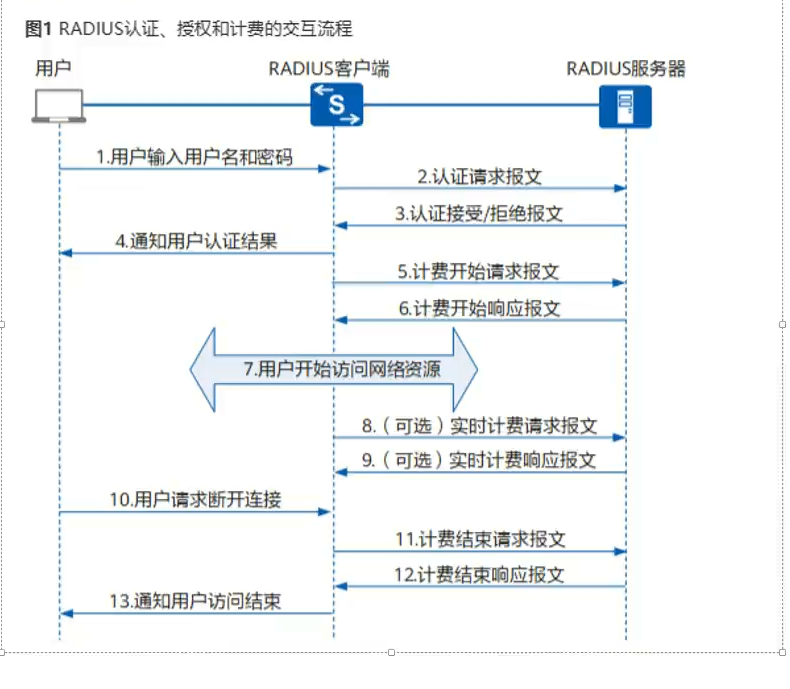 图1 RADIUS认证、授权和计费的交互流程
用户
RADIUS客户端
RADIUS服务器
S
1.用户输入用户名和密码
2.认证请求报文
3.认证接受/拒绝报文
4.通知用户认证结果
5.计费开始请求报文
6.计费开始响应报文
7.用户开始访问网络资源
8.（可选）实时计费请求报文
9.（可选）实时计费响应报文
10.用户请求断开连接
11.计费结束请求报文
12.计费结束响应报文
13.通知用户访问结束